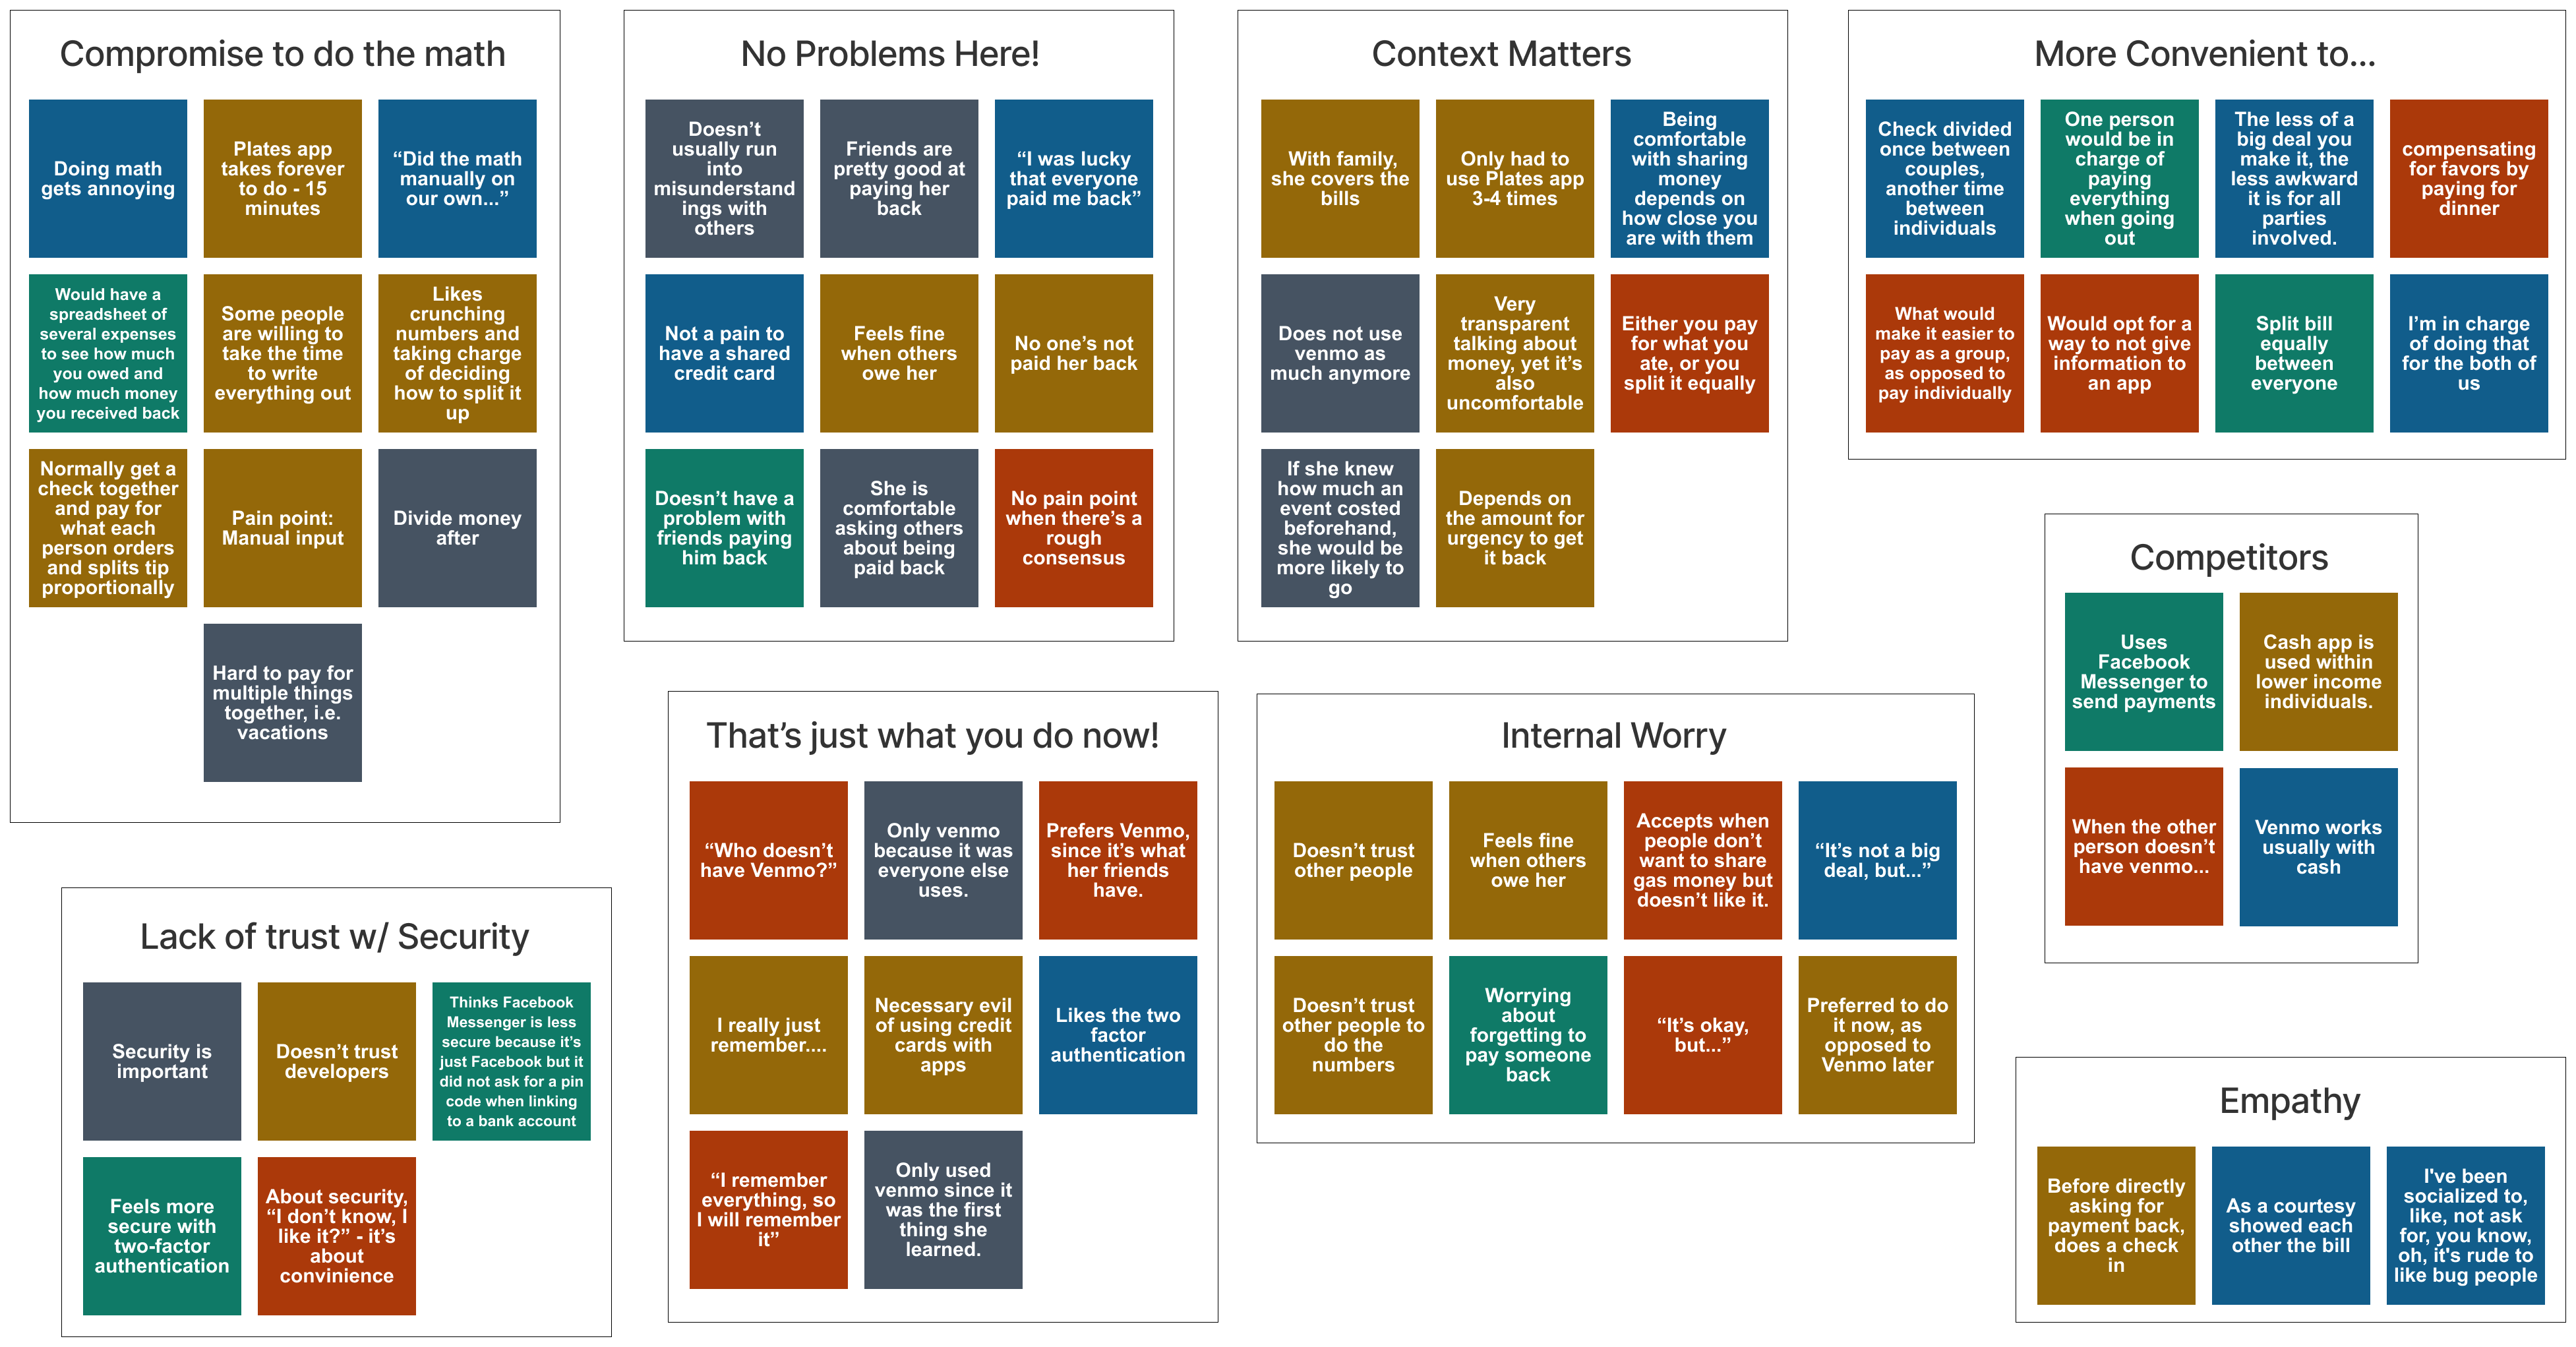 Compromise to do the math
Doing math
gets annoying
Plates app
takes forever
to do - 15
minutes
“Did the math
manually on
our own...”
Would have a
spreadsheet of
several expenses
to see how much
you owed and
how much money
you received back
Some people
are willing to
take the time
to write
everything out
Likes
crunching
numbers and
taking charge
of deciding
how to split it
up
Normally get a
check together
and pay for
what each
person orders
and splits tip
proportionally
Pain point:
Manual input
Divide money
after
Hard to pay for
multiple things
together, i.e.
vacations
No Problems Here!
Doesn’t
usually run
into
misunderstand
ings with
others
Friends are
pretty good at
paying her
back
“I was lucky
that everyone
paid me back”
Not a pain to
have a shared
credit card
Feels fine
when others
owe her
No one’s not
paid her back
Doesn’t have a
problem with
friends paying
him back
She is
comfortable
asking others
about being
paid back
No pain point
when there’s a
rough
consensus
Context Matters
With family,
she covers the
bills
Only had to
use Plates app
3-4 times
Being
comfortable
with sharing
money
depends on
how close you
are with them
Does not use
venmo as
much anymore
Very
transparent
talking about
money, yet it’s
also
uncomfortable
Either you pay
for what you
ate, or you
split it equally
If she knew
how much an
event costed
beforehand,
she would be
more likely to
go
Depends on
the amount for
urgency to get
it back
More Convenient to...
Check divided
once between
couples,
another time
between
individuals
One person
would be in
charge of
paying
everything
when going
out
The less of a
big deal you
make it, the
less awkward
it is for all
parties
involved.
compensating
for favors by
paying for
dinner
What would
make it easier to
pay as a group,
as opposed to
pay individually
Would opt for a
way to not give
information to
an app
Split bill
equally
between
everyone
I’m in charge
of doing that
for the both of
us
Competitors
Uses
Facebook
Messenger to
send payments
Cash app is
used within
lower income
individuals.
When the other
person doesn’t
have venmo...
Venmo works
usually with
cash
Lack of trust w/ Security
Security is
important
Doesn’t trust
developers
Thinks Facebook
Messenger is less
secure because it’s
just Facebook but it
did not ask for a pin
code when linking
to a bank account
Feels more
secure with
two-factor
authentication
About security,
“I don’t know, I
like it?” - it’s
about
convinience
That’s just what you do now!
“Who doesn’t
have Venmo?”
Only venmo
because it was
everyone else
uses.
Prefers Venmo,
since it’s what
her friends
have.
I really just
remember....
Necessary evil
of using credit
cards with
apps
Likes the two
factor
authentication
“I remember
everything, so
I will remember
it”
Only used
venmo since it
was the first
thing she
learned.
Internal Worry
Doesn’t trust
other people
Feels fine
when others
owe her
Accepts when
people don’t
want to share
gas money but
doesn’t like it.
“It’s not a big
deal, but...”
Doesn’t trust
other people to
do the
numbers
Worrying
about
forgetting to
pay someone
back
“It’s okay,
but...”
Preferred to do
it now, as
opposed to
Venmo later
Empathy
Before directly
asking for
payment back,
does a check
in
As a courtesy
showed each
other the bill
I've been
socialized to,
like, not ask
for, you know,
oh, it's rude to
like bug people